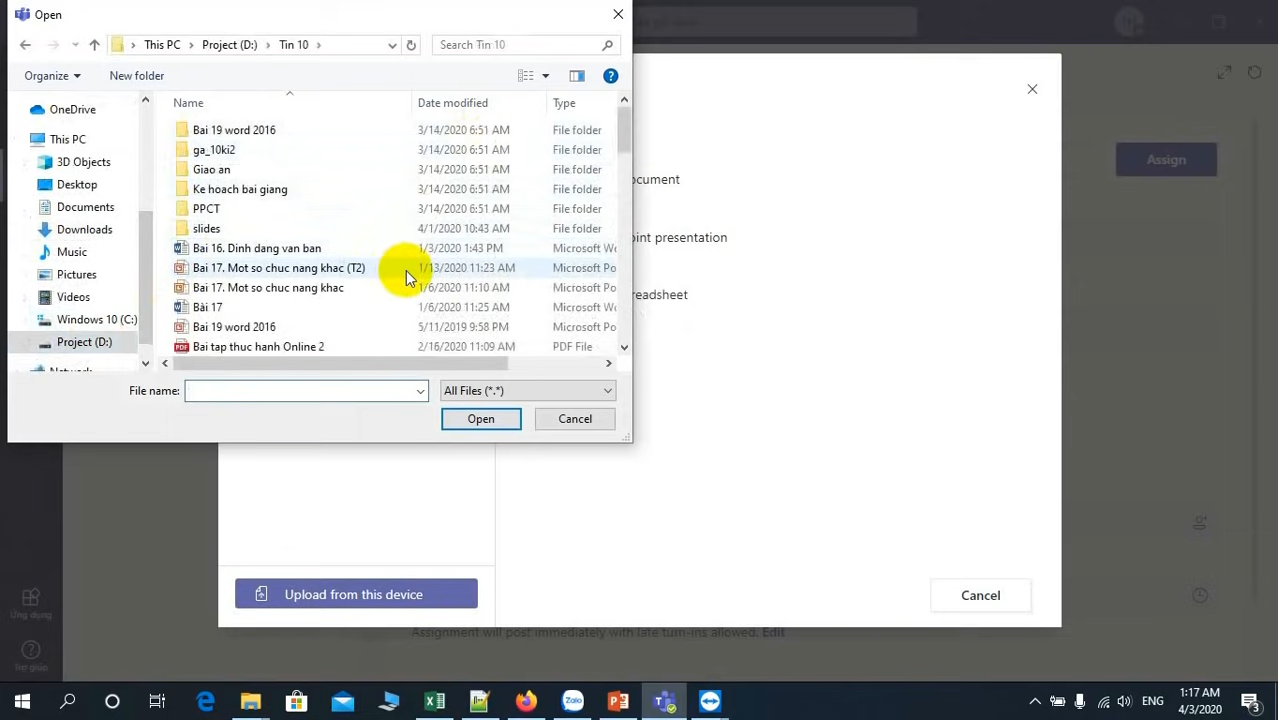 Open
This PC
Project (D:)
Tin 10
Search Tin 10
Organize
New folder
Name
Date modified
Type
OneDrive
This PC
3D Objects
Desktop
Documents
Downloads
Music
Pictures
Videos
Windows 10 (C:)
Project (D:)
Network
Bai 19 word 2016 3/14/2020 6:51 AM File folder
ga_10ki2 3/14/2020 6:51 AM File folder
Giao an 3/14/2020 6:51 AM File folder
Ke hoach bai giang 3/14/2020 6:51 AM File folder
PPCT 3/14/2020 6:51 AM File folder
slides 4/1/2020 10:43 AM File folder
Bai 16. Dinh dang van ban 1/3/2020 1:43 PM Microsoft Wo
Bai 17. Mot so chuc nang khac (T2) 1/13/2020 11:23 AM Microsoft Po
Bai 17. Mot so chuc nang khac 1/6/2020 11:10 AM Microsoft Po
Bài 17 1/6/2020 11:25 AM Microsoft Wo
Bai 19 word 2016 5/11/2019 9:58 PM Microsoft Po
Bai tap thuc hanh Online 2 2/16/2020 11:09 AM PDF File
File name:
All Files (*.*)
Open
Cancel
Assign
ocument
oint presentation
readsheet
Upload from this device
Cancel
Assignment will post immediately with late turn-ins allowed. Edit
Ứng dụng
Trợ giúp
Zalo
ENG
1:17 AM
4/3/2020
3